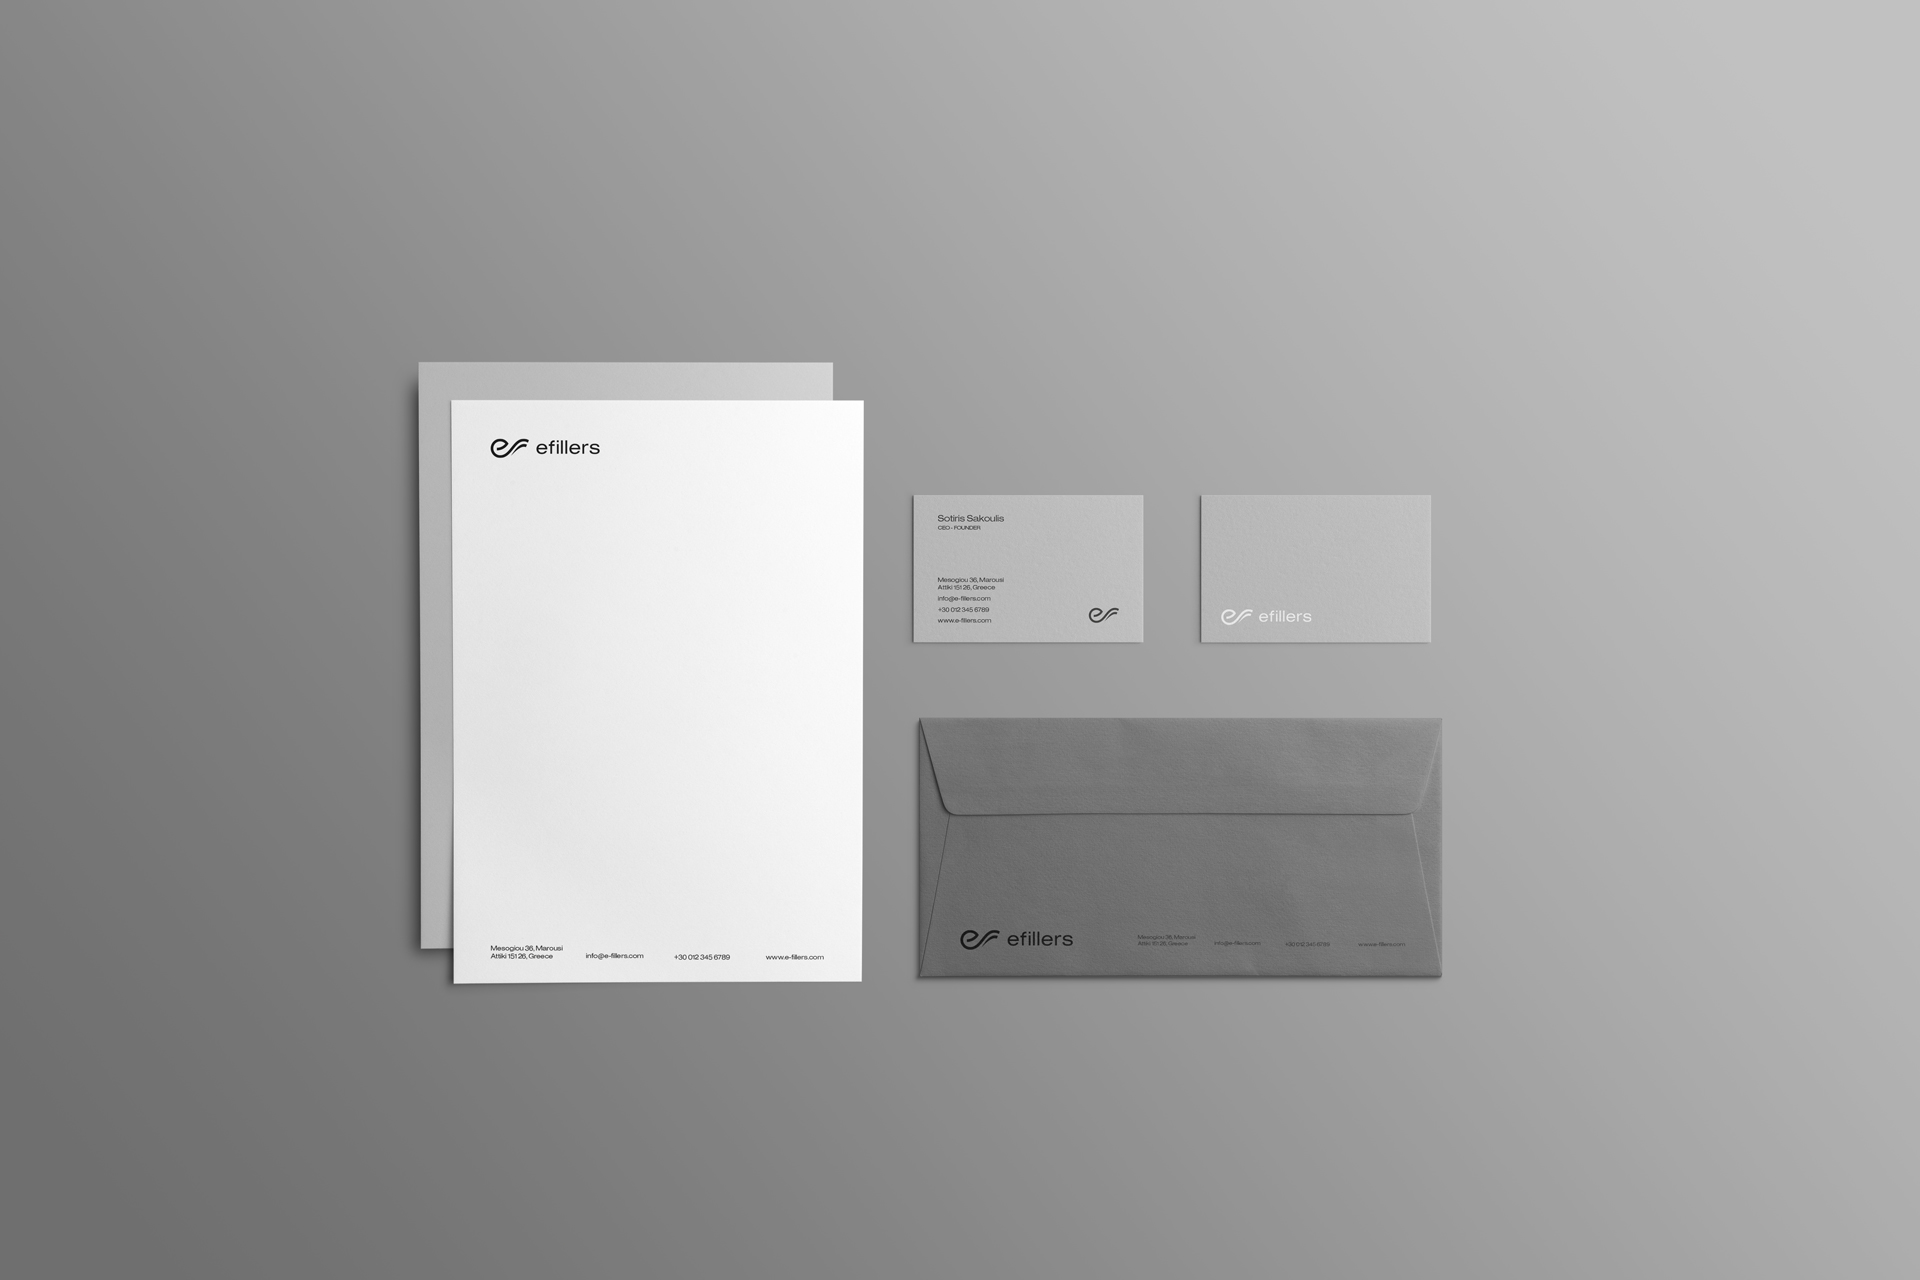 efillers
Mesogiou 36, Marousi
Attiki 151 26, Greece
info@e-fillers.com
+30 012 345 6789
www.e-fillers.com
Sotiris Sakoulis
CEO - FOUNDER
Mesogiou 36, Marousi
Attiki 151 26, Greece
info@e-fillers.com
+30 012 345 6789
www.e-fillers.com
efillers
efillers
Mesogiou 36, Marousi
Attiki 151 26, Greece
info@e-fillers.com
+30 012 345 6789
www.e-fillers.com